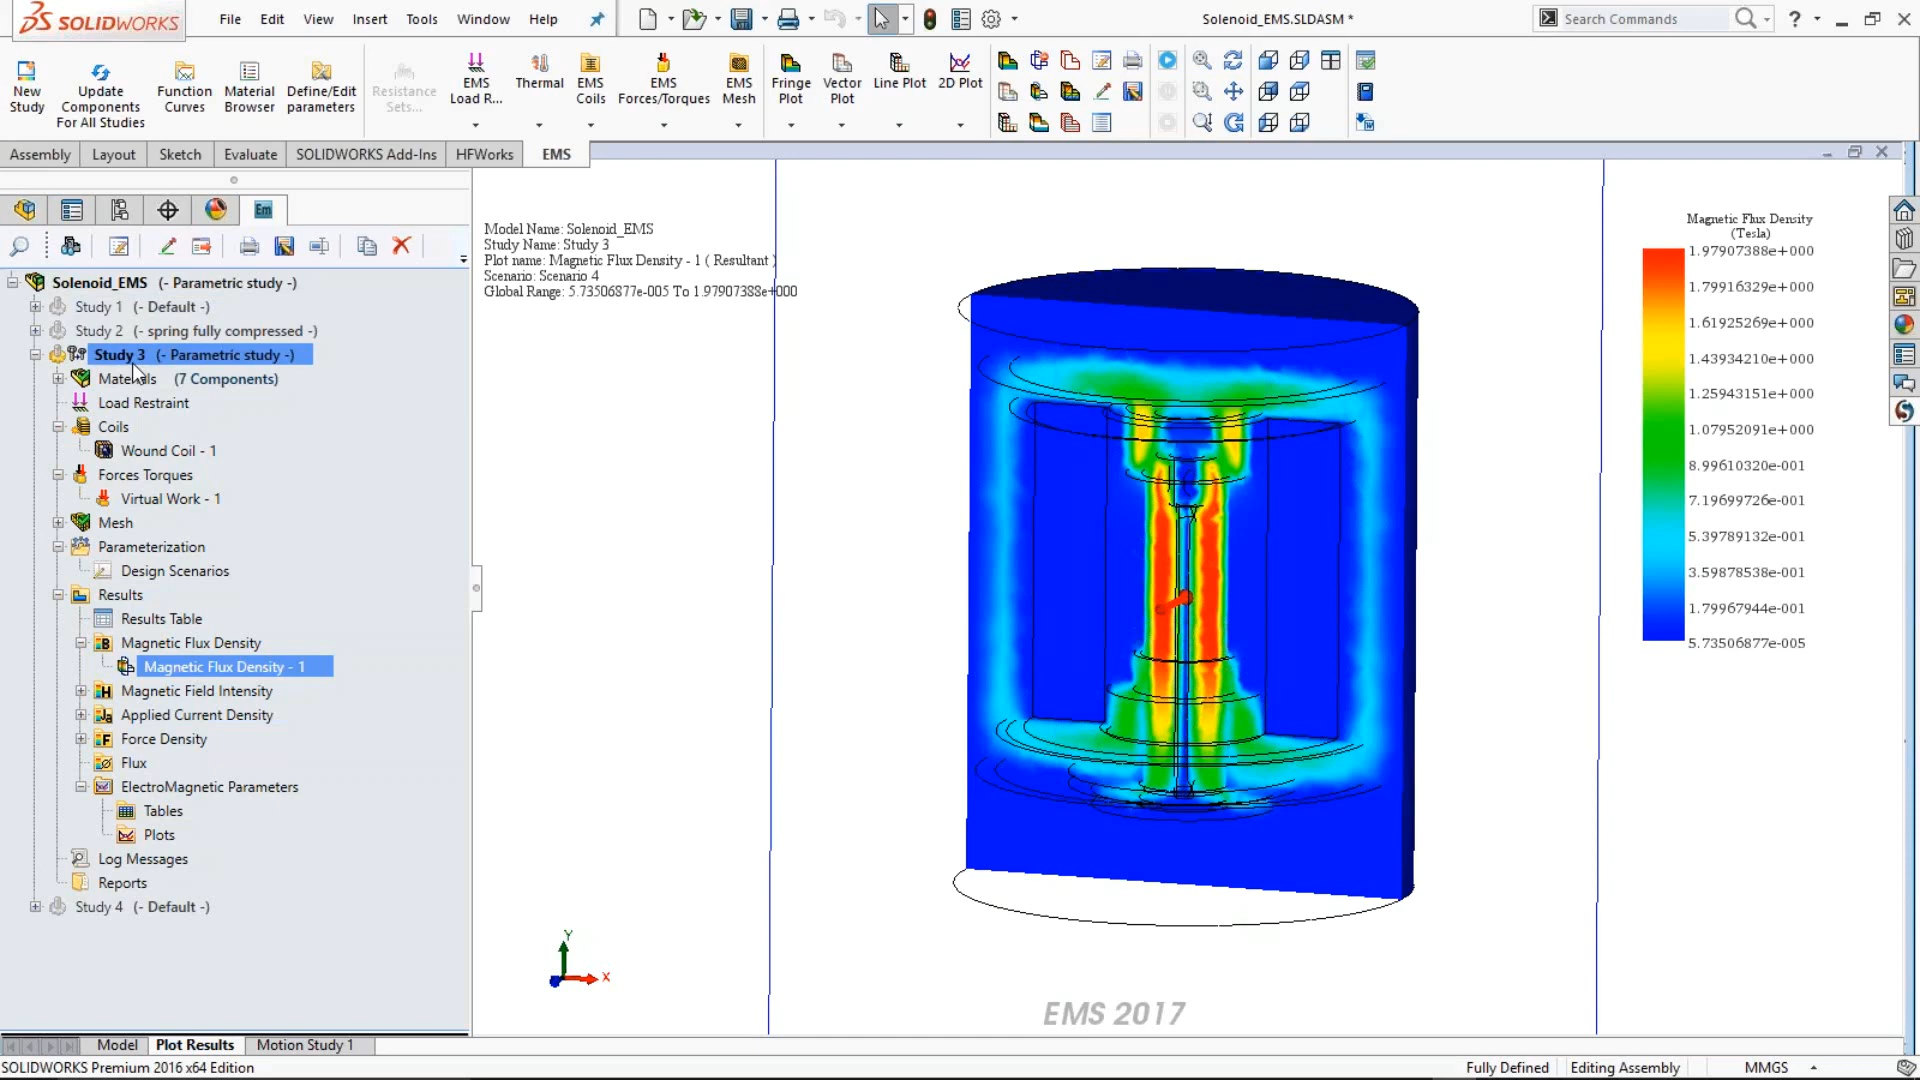 SOLIDWORKS
File Edit View Insert Tools Window Help
Solenoid_EMS.SLDASM *
Search Commands
New Study
Update Components For All Studies
Function Curves
Material Browser
Define/Edit parameters
Resistance Sets...
EMS Load R...
Thermal
EMS Coils
EMS Forces/Torques
EMS Mesh
Fringe Plot
Vector Plot
Line Plot
2D Plot
Assembly Layout Sketch Evaluate SOLIDWORKS Add-Ins HFWorks EMS
Em
Solenoid_EMS (- Parametric study -)
Study 1 (- Default -)
Study 2 (- spring fully compressed -)
Study 3 (- Parametric study -)
Materials (7 Components)
Load Restraint
Coils
Wound Coil - 1
Forces Torques
Virtual Work - 1
Mesh
Parameterization
Design Scenarios
Results
Results Table
Magnetic Flux Density
Magnetic Flux Density - 1
Magnetic Field Intensity
Applied Current Density
Force Density
Flux
ElectroMagnetic Parameters
Tables
Plots
Log Messages
Reports
Study 4 (- Default -)
Model Name: Solenoid_EMS
Study Name: Study 3
Plot name: Magnetic Flux Density - 1 ( Resultant )
Scenario: Scenario 4
Global Range: 5.73506877e-005 To 1.97907388e+000
Magnetic Flux Density
(Tesla)
1.97907388e+000
1.79916329e+000
1.61925269e+000
1.43934210e+000
1.25943151e+000
1.07952091e+000
8.99610320e-001
7.19699726e-001
5.39789132e-001
3.59878538e-001
1.79967944e-001
5.73506877e-005
Y
X
EMS 2017
Model Plot Results Motion Study 1
SOLIDWORKS Premium 2016 x64 Edition
Fully Defined Editing Assembly MMGS